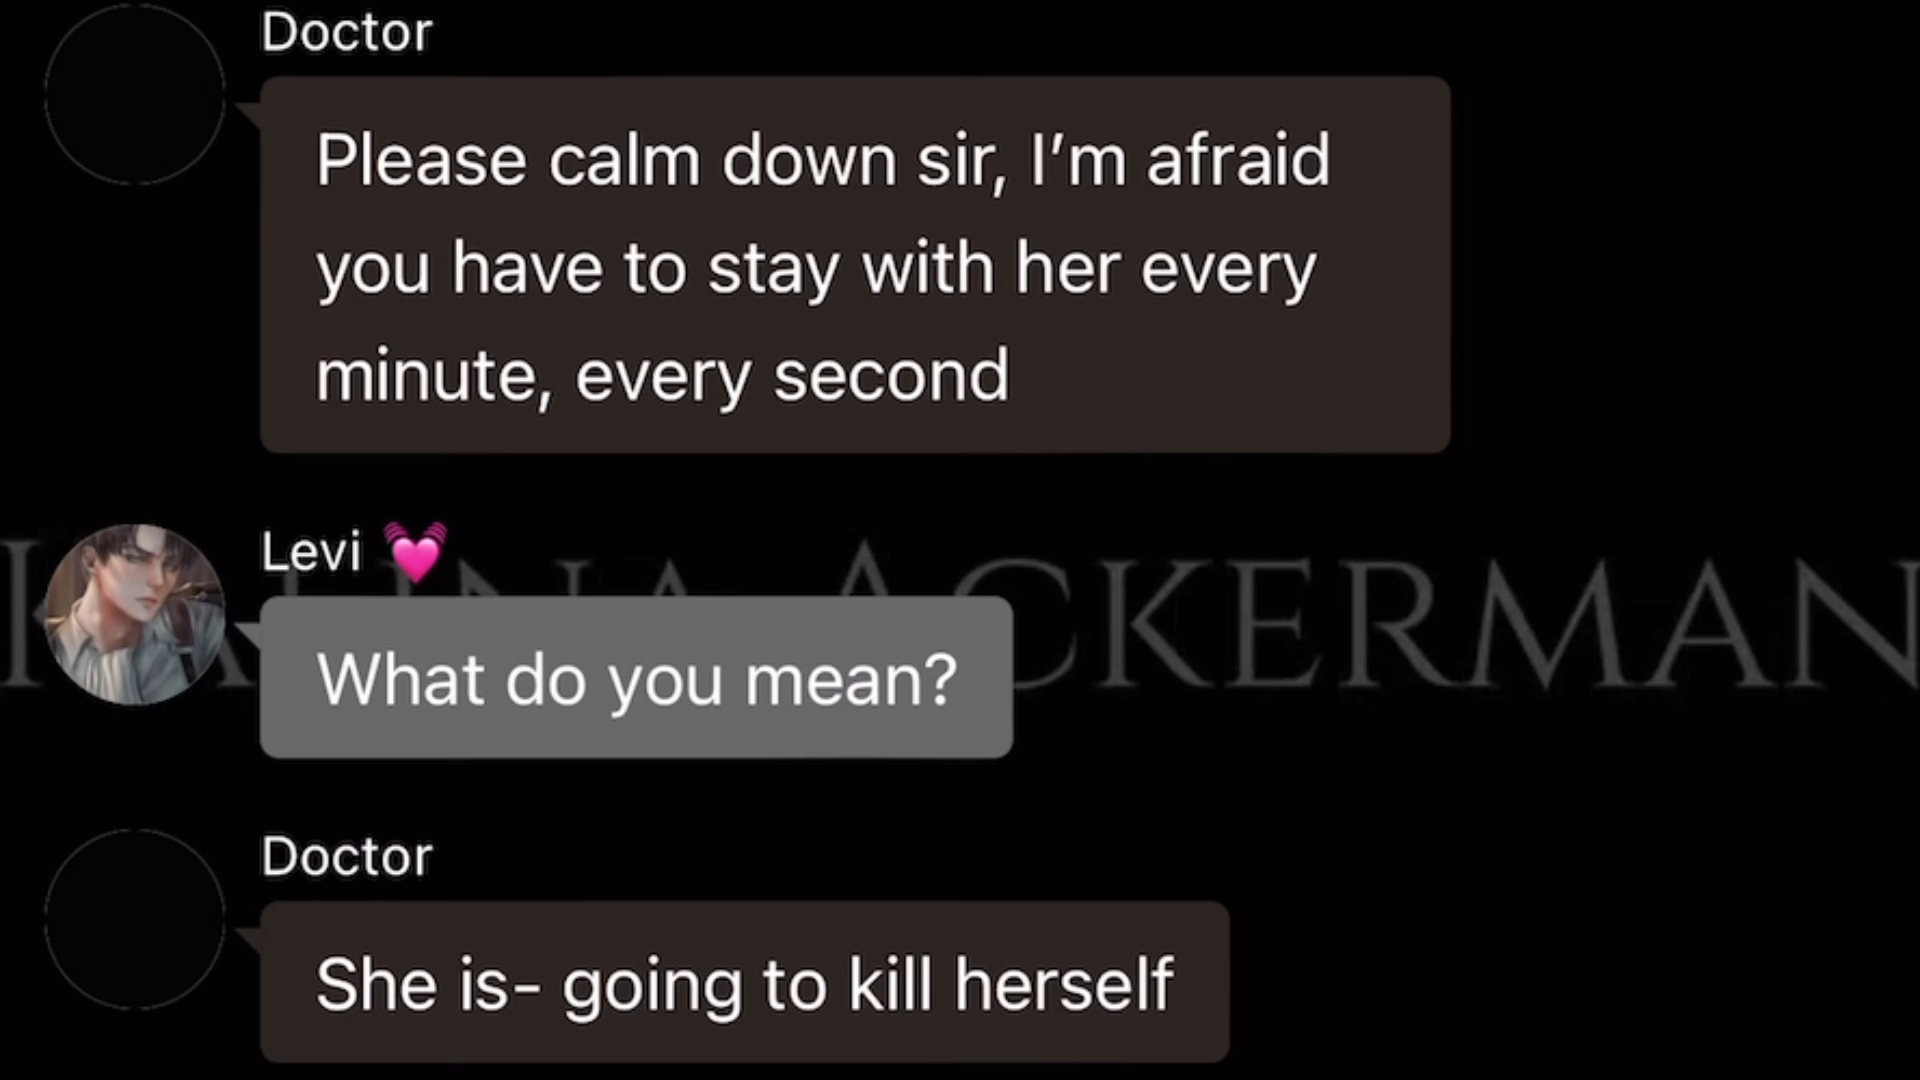 Doctor
Please calm down sir, I’m afraid
you have to stay with her every
minute, every second
Levi 💓
What do you mean?
ACKERMAN
Doctor
She is- going to kill herself